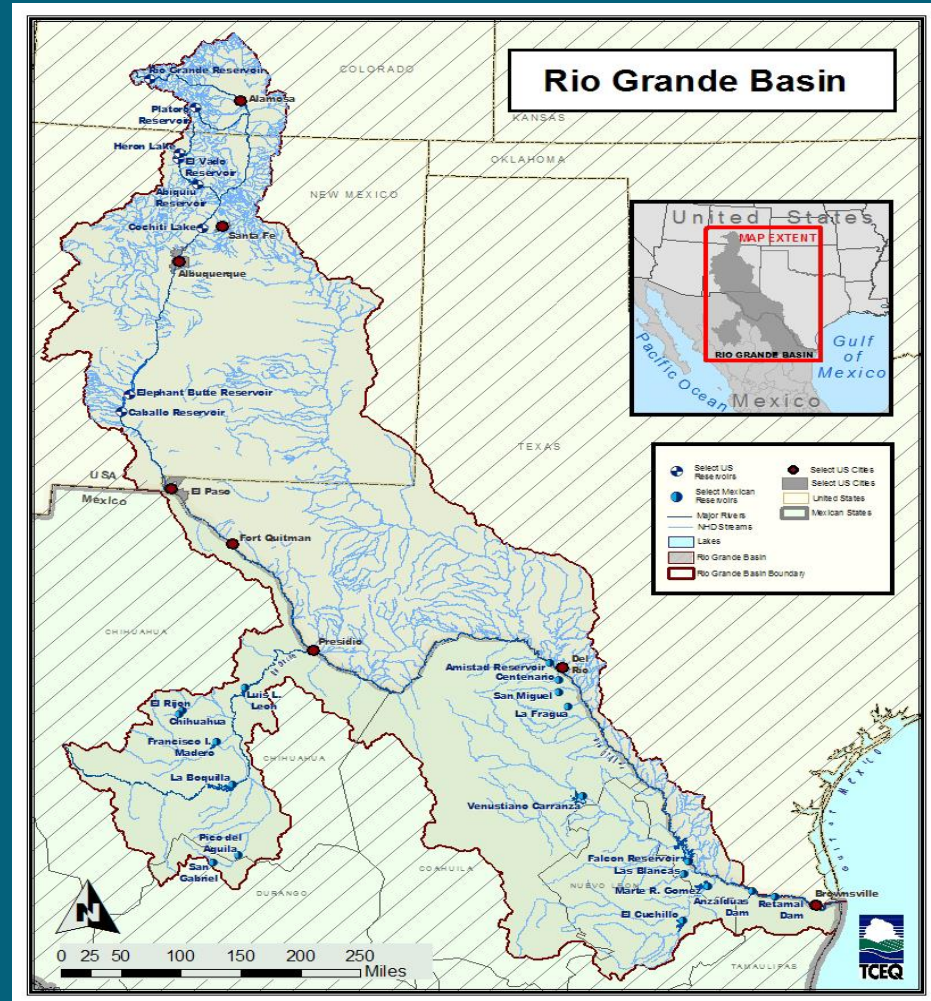 Rio Grande Basin
COLORADO
KANSAS
OKLAHOMA
NEW MEXICO
TEXAS
Rio Grande Reservoir
Alamosa
Platoro
Reservoir
Heron Lake
El Vado
Reservoir
Abiquiu
Reservoir
Cochiti Lake
Santa Fe
Albuquerque
Elephant Butte Reservoir
Caballo Reservoir
USA
México
El Paso
Fort Quitman
Presidio
CHIHUAHUA
United States
MAP EXTENT
RIO GRANDE BASIN
Gulf
of
Mexico
Pacific Ocean
Mexico
Select US
Reservoirs
Select Mexican
Reservoirs
Major Rivers
NHDStreams
Lakes
Rio Grande Basin
Rio Grande Basin Boundary
Select US Cities
Select US Cities
United States
Mexican States
Amistad Reservoir
Del
Rio
Centenario
San Miguel
La Fragua
Luis L.
Leon
El Rijon
Chihuahua
Francisco I.
Madero
CHIHUAHUA
La Boquilla
Pico del
Aguila
San
Gabriel
DURANGO
COAHUILA
Venustiano Carranza
Falcon Reservoir
Las Blancas
NUEVO LEON
Marte R. Gomez
Anzalduas
Dam
Retamal
Dam
Brownsville
El Cuchillo
TAMAULIPAS
N
0 25 50 100 150 200 250
Miles
TCEQ